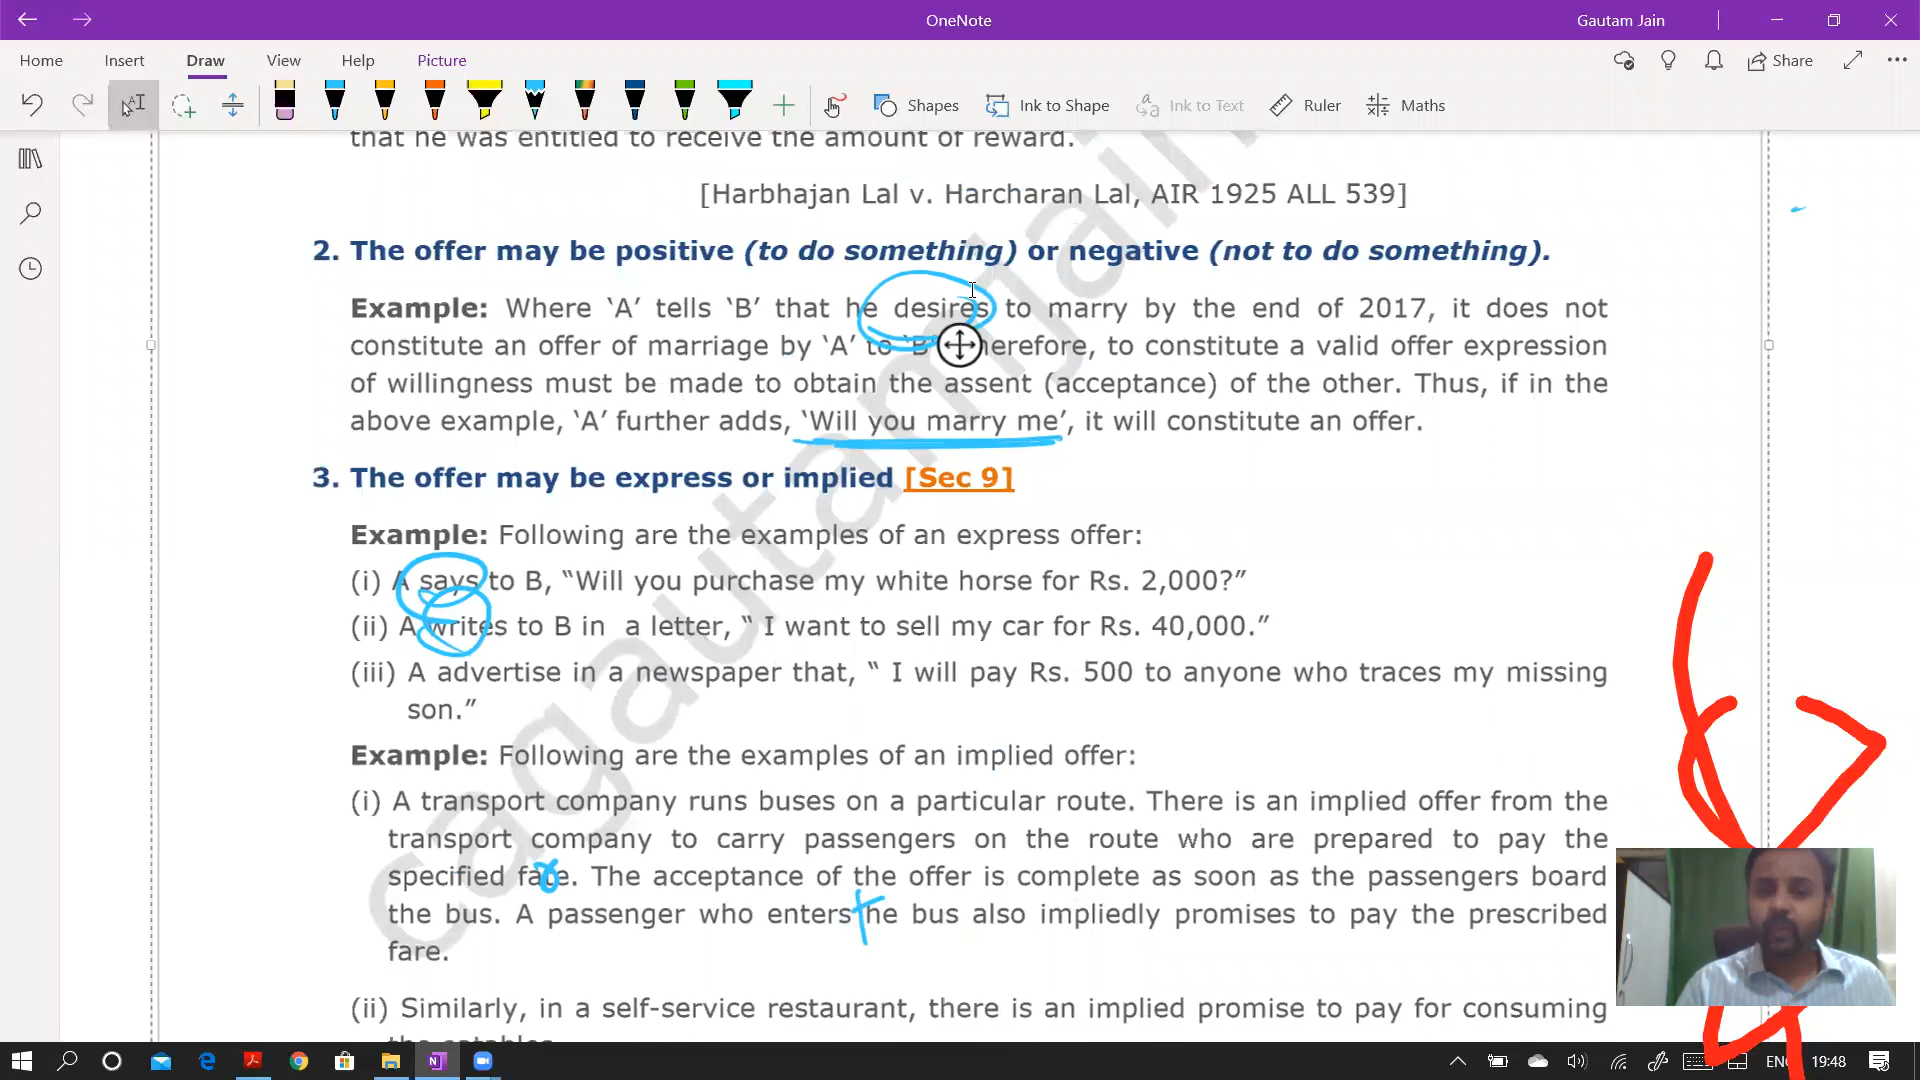 OneNote
Gautam Jain
Home Insert Draw View Help Picture
Share
Shapes Ink to Shape Ink to Text Ruler Maths
that he was entitled to receive the amount of reward.
[Harbhajan Lal v. Harcharan Lal, AIR 1925 ALL 539]
2. The offer may be positive (to do something) or negative (not to do something).
Example: Where ‘A’ tells ‘B’ that he desires to marry by the end of 2017, it does not
constitute an offer of marriage by ‘A’ to ‘B’ herefore, to constitute a valid offer expression
of willingness must be made to obtain the assent (acceptance) of the other. Thus, if in the
above example, ‘A’ further adds, ‘Will you marry me’, it will constitute an offer.
3. The offer may be express or implied [Sec 9]
Example: Following are the examples of an express offer:
(i) A says to B, “Will you purchase my white horse for Rs. 2,000?”
(ii) A writes to B in a letter, “ I want to sell my car for Rs. 40,000.”
(iii) A advertise in a newspaper that, “ I will pay Rs. 500 to anyone who traces my missing
son.”
Example: Following are the examples of an implied offer:
(i) A transport company runs buses on a particular route. There is an implied offer from the
transport company to carry passengers on the route who are prepared to pay the
specified fare. The acceptance of the offer is complete as soon as the passengers board
the bus. A passenger who enters the bus also impliedly promises to pay the prescribed
fare.
(ii) Similarly, in a self-service restaurant, there is an implied promise to pay for consuming
the eatables
cagautamjain
ENG 19:48